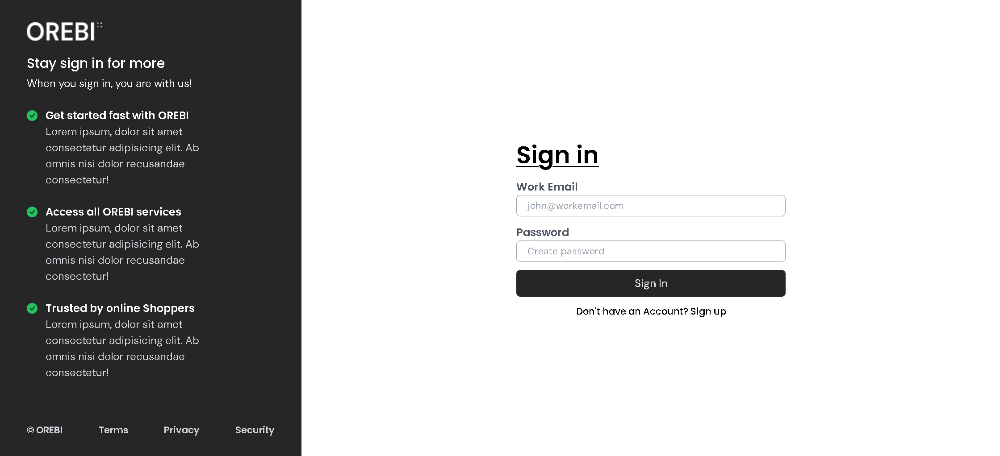 OREBI
Stay sign in for more
When you sign in, you are with us!
Get started fast with OREBI
Lorem ipsum, dolor sit amet
consectetur adipisicing elit. Ab
omnis nisi dolor recusandae
consectetur!
Access all OREBI services
Lorem ipsum, dolor sit amet
consectetur adipisicing elit. Ab
omnis nisi dolor recusandae
consectetur!
Trusted by online Shoppers
Lorem ipsum, dolor sit amet
consectetur adipisicing elit. Ab
omnis nisi dolor recusandae
consectetur!
© OREBI Terms Privacy Security
Sign in
Work Email
john@workemail.com
Password
Create password
Sign In
Don't have an Account? Sign up